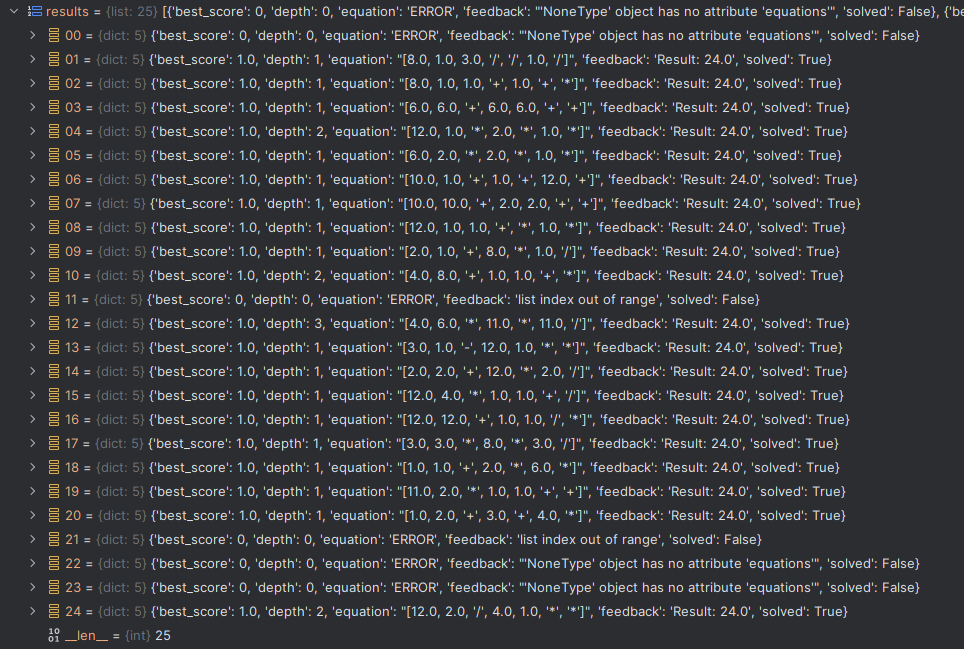 results = {list: 25} [{'best_score': 0, 'depth': 0, 'equation': 'ERROR', 'feedback': "'NoneType' object has no attribute 'equations'", 'solved': False}, {'be
00 = {dict: 5} {'best_score': 0, 'depth': 0, 'equation': 'ERROR', 'feedback': "'NoneType' object has no attribute 'equations'", 'solved': False}
01 = {dict: 5} {'best_score': 1.0, 'depth': 1, 'equation': "[8.0, 1.0, 3.0, '/', '/', 1.0, '/']", 'feedback': 'Result: 24.0', 'solved': True}
02 = {dict: 5} {'best_score': 1.0, 'depth': 1, 'equation': "[8.0, 1.0, 1.0, '+', 1.0, '+', '*']", 'feedback': 'Result: 24.0', 'solved': True}
03 = {dict: 5} {'best_score': 1.0, 'depth': 1, 'equation': "[6.0, 6.0, '+', 6.0, 6.0, '+', '+']", 'feedback': 'Result: 24.0', 'solved': True}
04 = {dict: 5} {'best_score': 1.0, 'depth': 2, 'equation': "[12.0, 1.0, '*', 2.0, '*', 1.0, '*']", 'feedback': 'Result: 24.0', 'solved': True}
05 = {dict: 5} {'best_score': 1.0, 'depth': 1, 'equation': "[6.0, 2.0, '*', 2.0, '*', 1.0, '*']", 'feedback': 'Result: 24.0', 'solved': True}
06 = {dict: 5} {'best_score': 1.0, 'depth': 1, 'equation': "[10.0, 1.0, '+', 1.0, '+', 12.0, '+']", 'feedback': 'Result: 24.0', 'solved': True}
07 = {dict: 5} {'best_score': 1.0, 'depth': 1, 'equation': "[10.0, 10.0, '+', 2.0, 2.0, '+', '+']", 'feedback': 'Result: 24.0', 'solved': True}
08 = {dict: 5} {'best_score': 1.0, 'depth': 1, 'equation': "[12.0, 1.0, 1.0, '+', '*', 1.0, '*']", 'feedback': 'Result: 24.0', 'solved': True}
09 = {dict: 5} {'best_score': 1.0, 'depth': 1, 'equation': "[2.0, 1.0, '+', 8.0, '*', 1.0, '/']", 'feedback': 'Result: 24.0', 'solved': True}
10 = {dict: 5} {'best_score': 1.0, 'depth': 2, 'equation': "[4.0, 8.0, '+', 1.0, 1.0, '+', '*']", 'feedback': 'Result: 24.0', 'solved': True}
11 = {dict: 5} {'best_score': 0, 'depth': 0, 'equation': 'ERROR', 'feedback': 'list index out of range', 'solved': False}
12 = {dict: 5} {'best_score': 1.0, 'depth': 3, 'equation': "[4.0, 6.0, '*', 11.0, '*', 11.0, '/']", 'feedback': 'Result: 24.0', 'solved': True}
13 = {dict: 5} {'best_score': 1.0, 'depth': 1, 'equation': "[3.0, 1.0, '-', 12.0, 1.0, '*', '*']", 'feedback': 'Result: 24.0', 'solved': True}
14 = {dict: 5} {'best_score': 1.0, 'depth': 1, 'equation': "[2.0, 2.0, '+', 12.0, '*', 2.0, '/']", 'feedback': 'Result: 24.0', 'solved': True}
15 = {dict: 5} {'best_score': 1.0, 'depth': 1, 'equation': "[12.0, 4.0, '*', 1.0, 1.0, '+', '/']", 'feedback': 'Result: 24.0', 'solved': True}
16 = {dict: 5} {'best_score': 1.0, 'depth': 1, 'equation': "[12.0, 12.0, '+', 1.0, 1.0, '/', '*']", 'feedback': 'Result: 24.0', 'solved': True}
17 = {dict: 5} {'best_score': 1.0, 'depth': 1, 'equation': "[3.0, 3.0, '*', 8.0, '*', 3.0, '/']", 'feedback': 'Result: 24.0', 'solved': True}
18 = {dict: 5} {'best_score': 1.0, 'depth': 1, 'equation': "[1.0, 1.0, '+', 2.0, '*', 6.0, '*']", 'feedback': 'Result: 24.0', 'solved': True}
19 = {dict: 5} {'best_score': 1.0, 'depth': 1, 'equation': "[11.0, 2.0, '*', 1.0, 1.0, '+', '+']", 'feedback': 'Result: 24.0', 'solved': True}
20 = {dict: 5} {'best_score': 1.0, 'depth': 1, 'equation': "[1.0, 2.0, '+', 3.0, '+', 4.0, '*']", 'feedback': 'Result: 24.0', 'solved': True}
21 = {dict: 5} {'best_score': 0, 'depth': 0, 'equation': 'ERROR', 'feedback': 'list index out of range', 'solved': False}
22 = {dict: 5} {'best_score': 0, 'depth': 0, 'equation': 'ERROR', 'feedback': "'NoneType' object has no attribute 'equations'", 'solved': False}
23 = {dict: 5} {'best_score': 0, 'depth': 0, 'equation': 'ERROR', 'feedback': "'NoneType' object has no attribute 'equations'", 'solved': False}
24 = {dict: 5} {'best_score': 1.0, 'depth': 2, 'equation': "[12.0, 2.0, '/', 4.0, 1.0, '*', '*']", 'feedback': 'Result: 24.0', 'solved': True}
__len__ = {int} 25